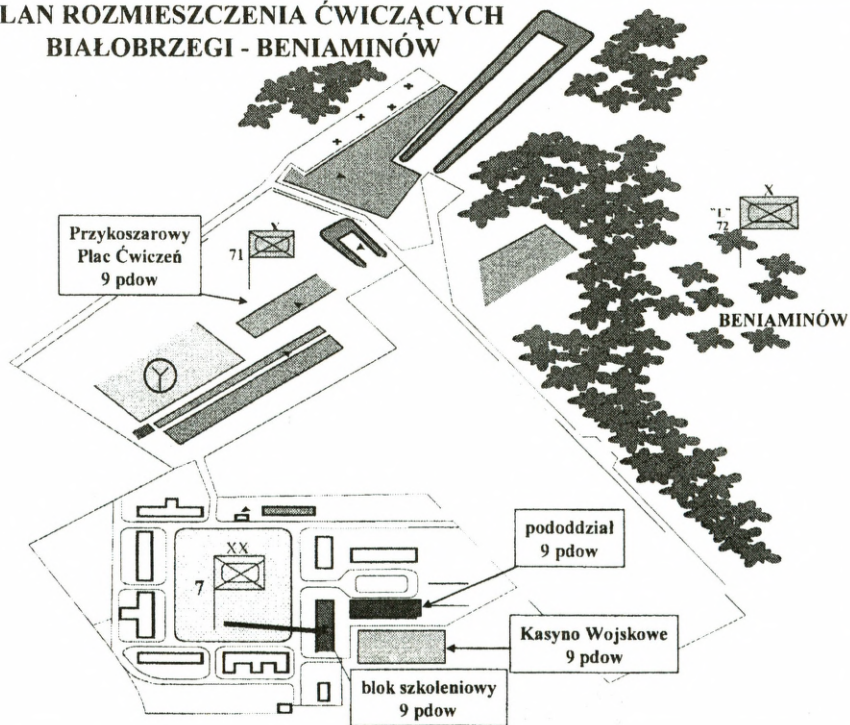 LAN ROZMIESZCZENIA ĆWICZĄCYCH
BIAŁOBRZEGI - BENIAMINÓW
X
"L"
72
Przykoszarowy
Plac Ćwiczeń
9 pdow
X
71
BENIAMINÓW
XX
7
pododdział
9 pdow
Kasyno Wojskowe
9 pdow
blok szkoleniowy
9 pdow